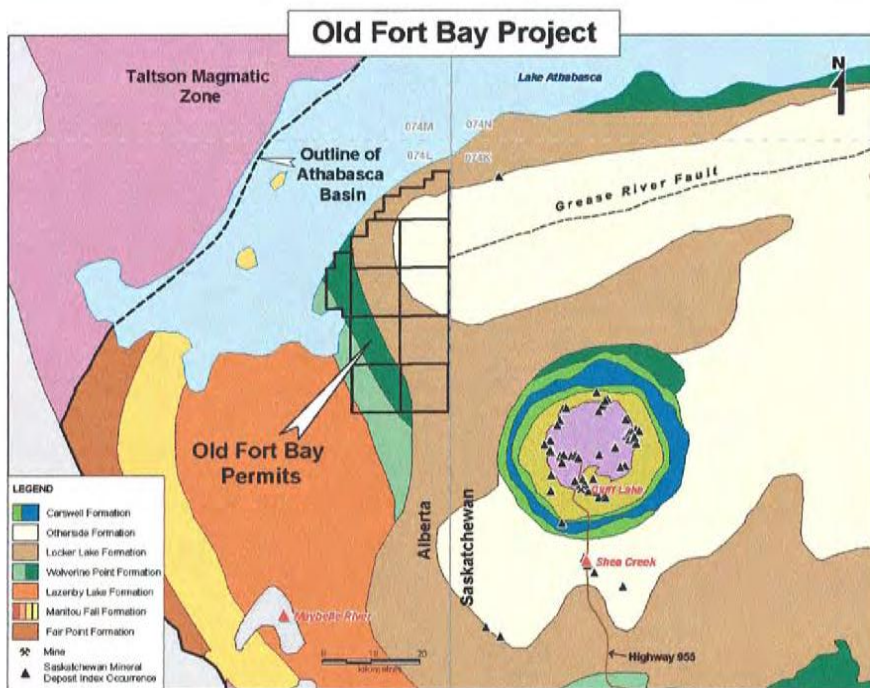 Old Fort Bay Project
Taltson Magmatic
Zone
Lake Athabasca
N
074M
074N
074L
074K
Outline of
Athabasca
Basin
Grease River Fault
Old Fort Bay
Permits
Cluff Lake
Alberta
Saskatchewan
Shea Creek
Maybelle River
Highway 955
0
10
20
kilometres
LEGEND
Carswell Formation
Otherside Formation
Locker Lake Formation
Wolverine Point Formation
Lazenby Lake Formation
Manitou Fall Formation
Fair Point Formation
Mine
Saskatchewan Mineral
Deposit Index Occurrence